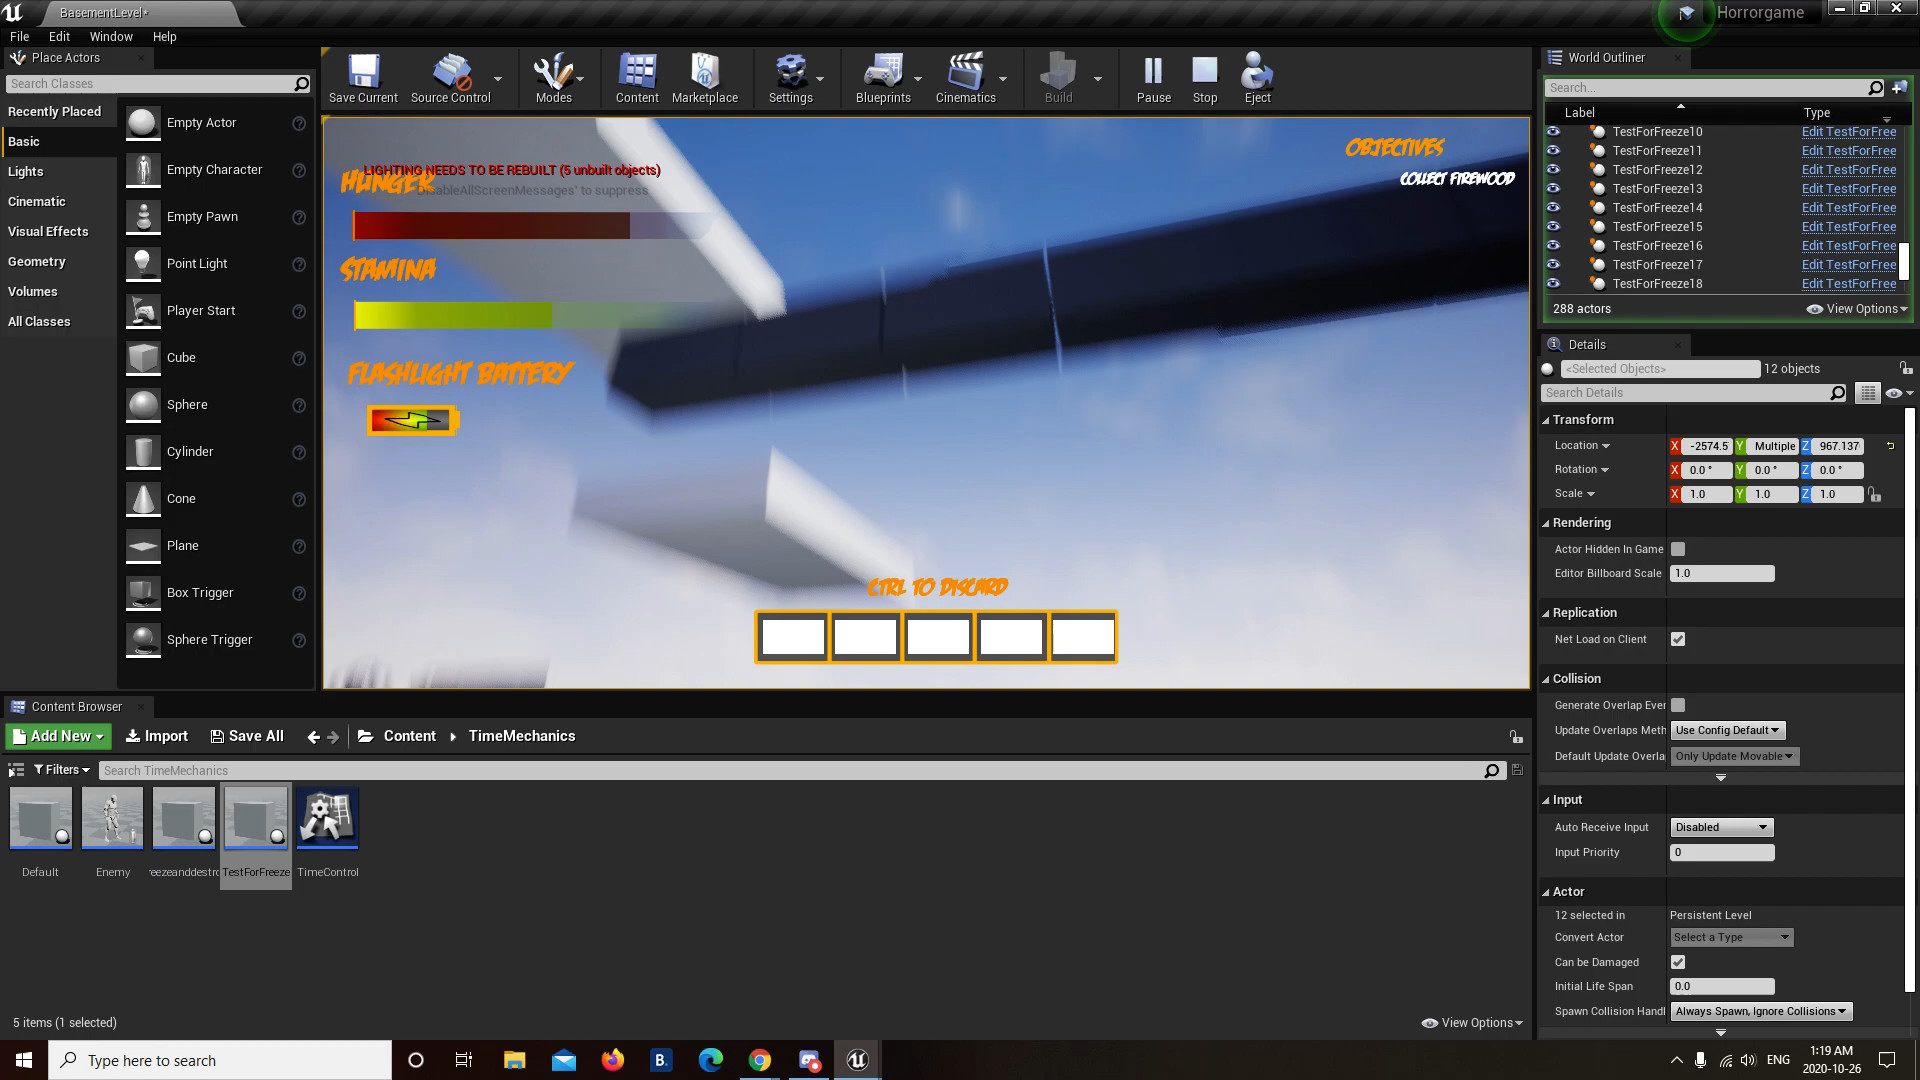 BasementLevel*
Horrorgame
File Edit Window Help
Place Actors
Search Classes
Recently Placed
Basic
Lights
Cinematic
Visual Effects
Geometry
Volumes
All Classes
Empty Actor
Empty Character
Empty Pawn
Point Light
Player Start
Cube
Sphere
Cylinder
Cone
Plane
Box Trigger
Sphere Trigger
Save Current Source Control Modes Content Marketplace Settings Blueprints Cinematics Build Pause Stop Eject
LIGHTING NEEDS TO BE REBUILT (5 unbuilt objects)
'DisableAllScreenMessages' to suppress
HUNGER
STAMINA
FLASHLIGHT BATTERY
OBJECTIVES
COLLECT FIREWOOD
CTRL TO DISCARD
World Outliner
Search...
Label Type
TestForFreeze10 Edit TestForFree
TestForFreeze11 Edit TestForFree
TestForFreeze12 Edit TestForFree
TestForFreeze13 Edit TestForFree
TestForFreeze14 Edit TestForFree
TestForFreeze15 Edit TestForFree
TestForFreeze16 Edit TestForFree
TestForFreeze17 Edit TestForFree
TestForFreeze18 Edit TestForFree
288 actors View Options
Details
<Selected Objects> 12 objects
Search Details
Transform
Location X -2574.5 Y Multiple Z 967.137
Rotation X 0.0 ° Y 0.0 ° Z 0.0 °
Scale X 1.0 Y 1.0 Z 1.0
Rendering
Actor Hidden In Game
Editor Billboard Scale 1.0
Replication
Net Load on Client
Collision
Generate Overlap Ever
Update Overlaps Meth Use Config Default
Default Update Overla Only Update Movable
Input
Auto Receive Input Disabled
Input Priority 0
Actor
12 selected in Persistent Level
Convert Actor Select a Type
Can be Damaged
Initial Life Span 0.0
Spawn Collision Handl Always Spawn, Ignore Collisions
Content Browser
Add New Import Save All Content TimeMechanics
Filters Search TimeMechanics
Default Enemy reezeanddestro TestForFreeze TimeControl
5 items (1 selected) View Options
Type here to search
B.
ENG
1:19 AM
2020-10-26